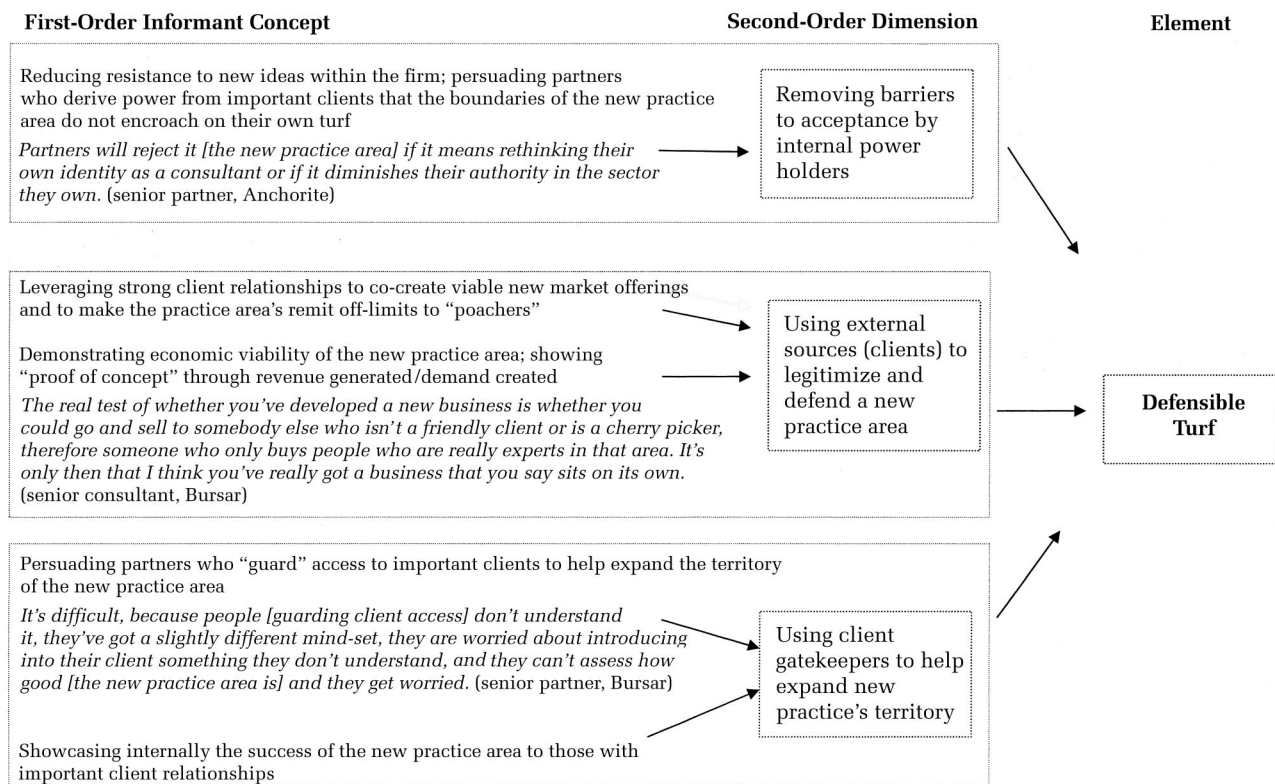 First-Order Informant Concept
Second-Order Dimension
Element
Reducing resistance to new ideas within the firm; persuading partners
who derive power from important clients that the boundaries of the new practice
area do not encroach on their own turf
Partners will reject it [the new practice area] if it means rethinking their
own identity as a consultant or if it diminishes their authority in the sector
they own. (senior partner, Anchorite)
Removing barriers
to acceptance by
internal power
holders
Leveraging strong client relationships to co-create viable new market offerings
and to make the practice area’s remit off-limits to “poachers”
Demonstrating economic viability of the new practice area; showing
“proof of concept” through revenue generated/demand created
The real test of whether you’ve developed a new business is whether you
could go and sell to somebody else who isn’t a friendly client or is a cherry picker,
therefore someone who only buys people who are really experts in that area. It’s
only then that I think you’ve really got a business that you say sits on its own.
(senior consultant, Bursar)
Using external
sources (clients) to
legitimize and
defend a new
practice area
Defensible
Turf
Persuading partners who “guard” access to important clients to help expand the territory
of the new practice area
It’s difficult, because people [guarding client access] don’t understand
it, they’ve got a slightly different mind-set, they are worried about introducing
into their client something they don’t understand, and they can’t assess how
good [the new practice area is] and they get worried. (senior partner, Bursar)
Showcasing internally the success of the new practice area to those with
important client relationships
Using client
gatekeepers to help
expand new
practice’s territory